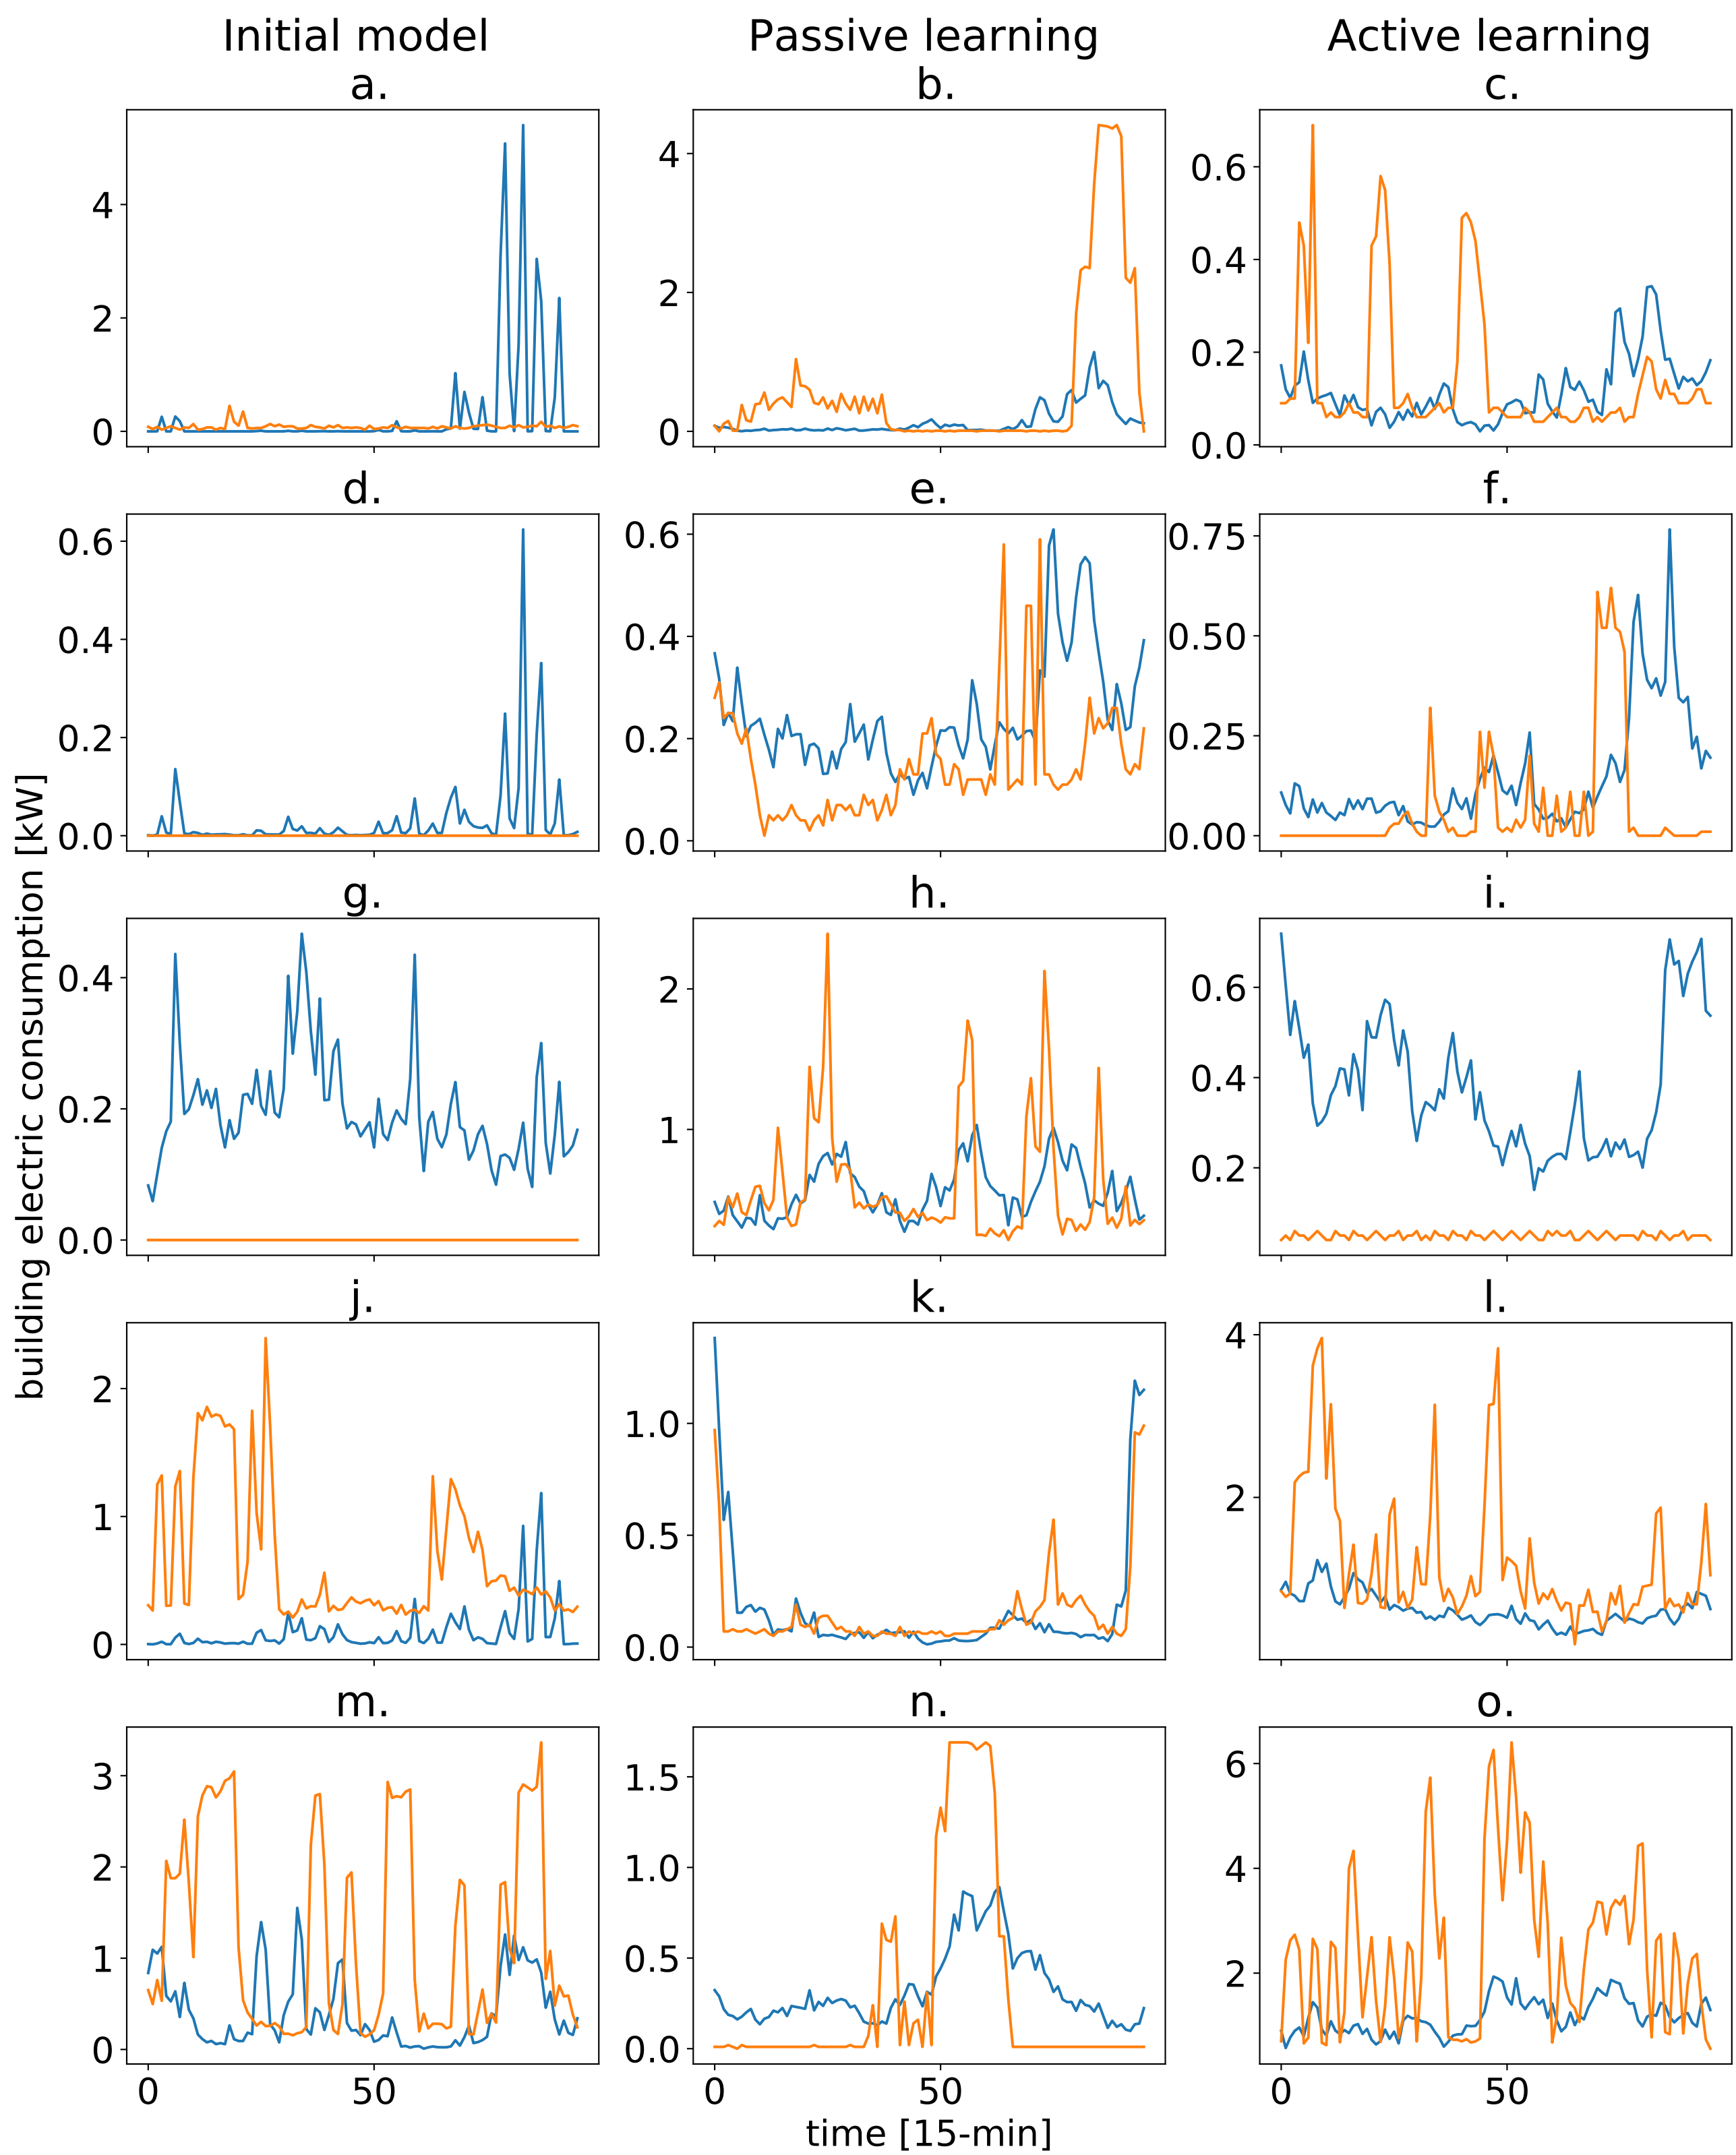 Initial model Passive learning Active learning
a. b. c.
4 4 0.6
2 2 0.4
0 0 0.2
0.0
d. e. f.
0.6 0.6 0.75
0.4 0.4 0.50
0.2 0.2 0.25
0.0 0.0 0.00
building electric consumption [kW]
g. h. i.
0.4 2 0.6
0.2 1 0.4
0.0 0.2
j. k. l.
2 1.0 4
1 0.5 2
0 0.0
m. n. o.
3 1.5 6
2 1.0 4
1 0.5 2
0 0.0
0 50 0 50 0 50
time [15-min]